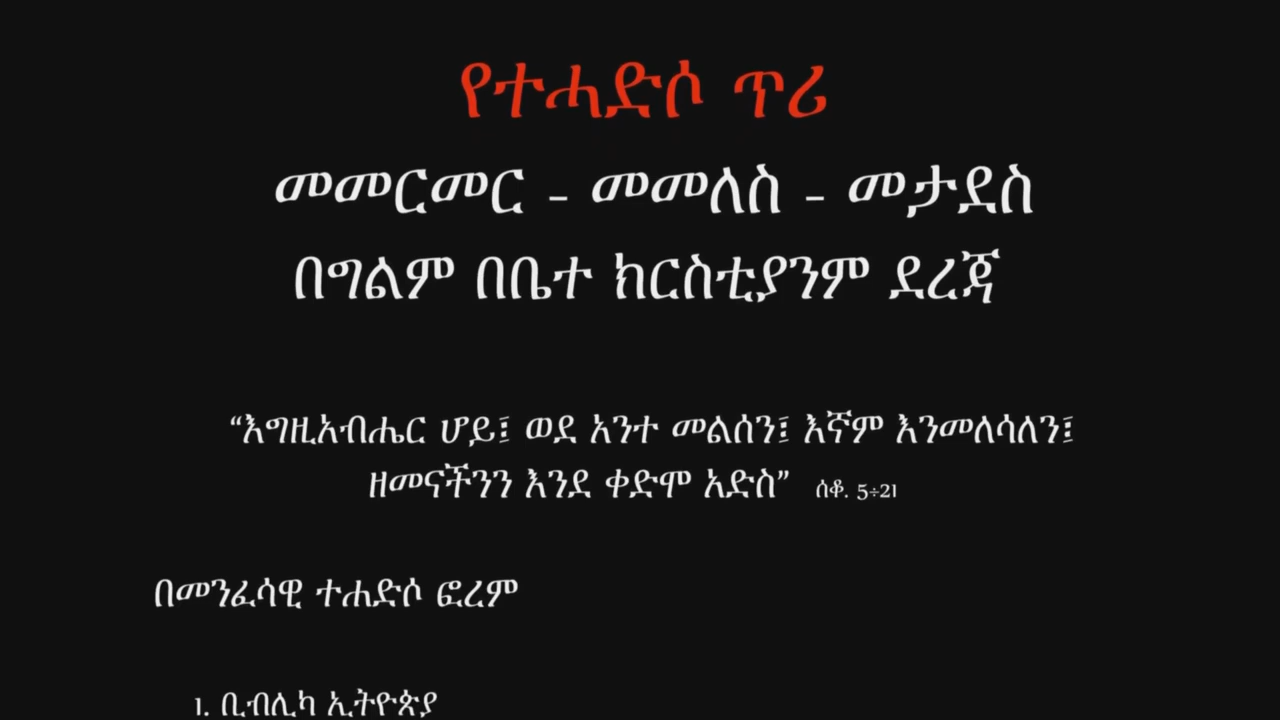 የተሓድሶ ጥሪ
መመርመር - መመለስ - መታደስ
በግልም በቤተ ክርስቲያንም ደረጃ
“እግዚአብሔር ሆይ፤ ወደ አንተ መልሰን፤ እኛም እንመለሳለን፤
ዘመናችንን እንደ ቀድሞ አድስ” ሰቆ. 5÷21
በመንፈሳዊ ተሐድሶ ፎረም
1. ቢብሊካ ኢትዮጵያ